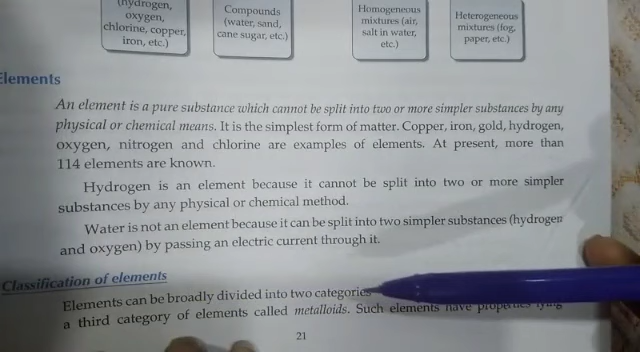 (hydrogen,
oxygen,
chlorine, copper,
iron, etc.)
Compounds
(water, sand,
cane sugar, etc.)
Homogeneous
mixtures (air,
salt in water,
etc.)
Heterogeneous
mixtures (fog,
paper, etc.)
Elements
An element is a pure substance which cannot be split into two or more simpler substances by any
physical or chemical means. It is the simplest form of matter. Copper, iron, gold, hydrogen,
oxygen, nitrogen and chlorine are examples of elements. At present, more than
114 elements are known.
Hydrogen is an element because it cannot be split into two or more simpler
substances by any physical or chemical method.
Water is not an element because it can be split into two simpler substances (hydrogen
and oxygen) by passing an electric current through it.
Classification of elements
Elements can be broadly divided into two categories
a third category of elements called metalloids. Such elements have properties lying
21